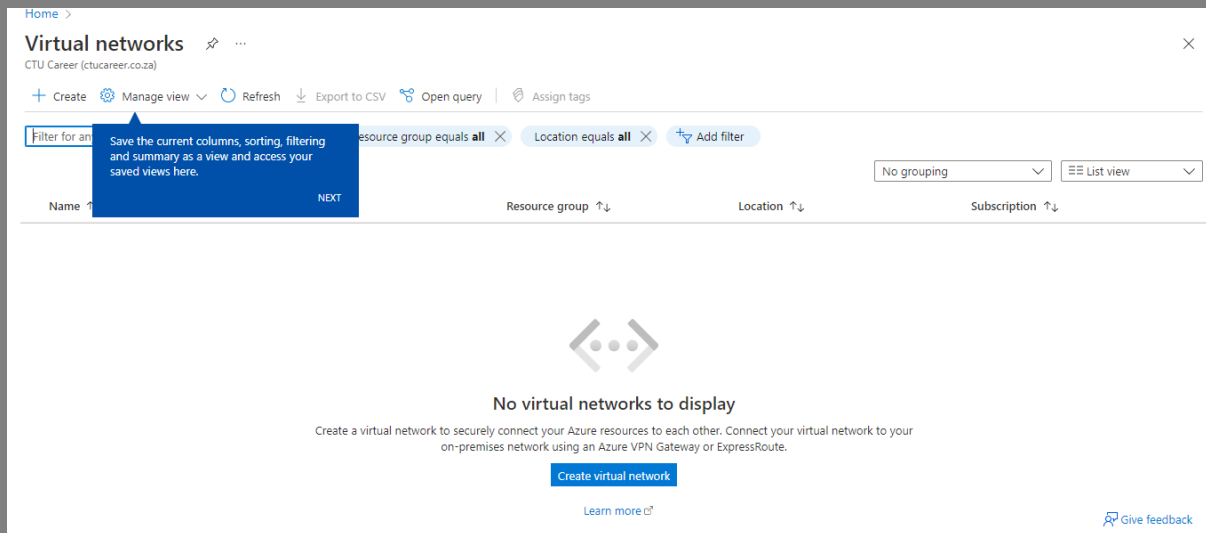 Home >
Virtual networks ...
CTU Career (ctucareer.co.za)
+ Create Manage view Refresh Export to CSV Open query Assign tags
Filter for an esource group equals all × Location equals all × Add filter
Save the current columns, sorting, filtering
and summary as a view and access your
saved views here.
NEXT
No grouping List view
Name ↑ Resource group ↑↓ Location ↑↓ Subscription ↑↓
No virtual networks to display
Create a virtual network to securely connect your Azure resources to each other. Connect your virtual network to your
on-premises network using an Azure VPN Gateway or ExpressRoute.
Create virtual network
Learn more
Give feedback